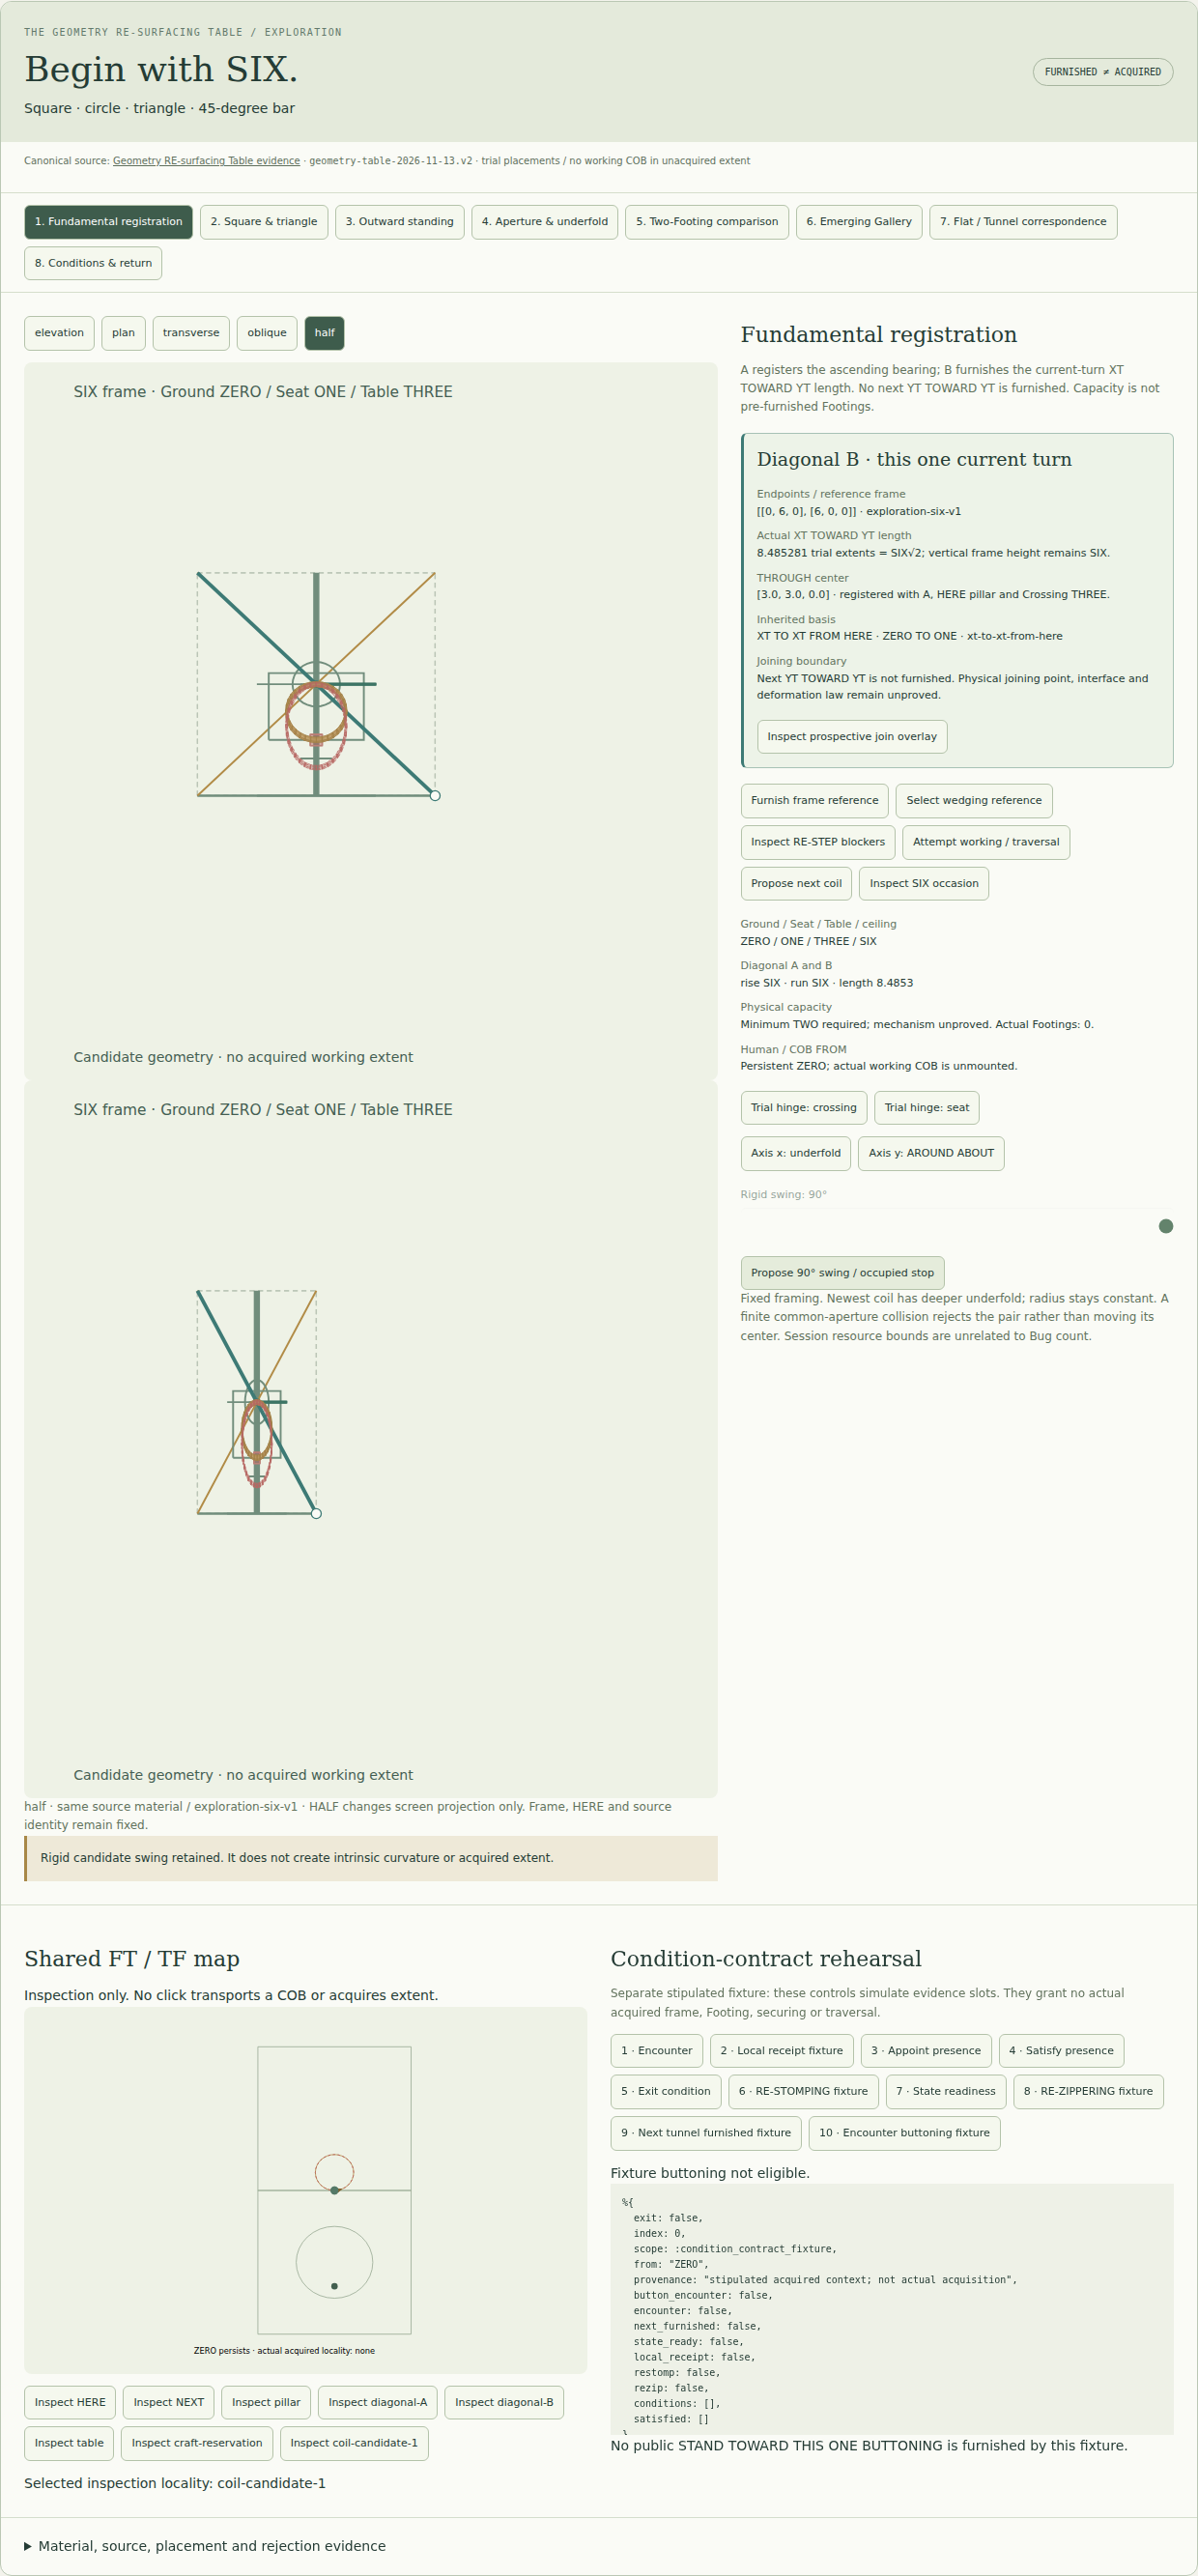 THE GEOMETRY RE-SURFACING TABLE / EXPLORATION
Begin with SIX.
Square · circle · triangle · 45-degree bar
FURNISHED ≠ ACQUIRED
Canonical source: Geometry RE-surfacing Table evidence · geometry-table-2026-11-13.v2 · trial placements / no working COB in unacquired extent
1. Fundamental registration
2. Square & triangle
3. Outward standing
4. Aperture & underfold
5. Two-Footing comparison
6. Emerging Gallery
7. Flat / Tunnel correspondence
8. Conditions & return
elevation
plan
transverse
oblique
half
SIX frame · Ground ZERO / Seat ONE / Table THREE
Candidate geometry · no acquired working extent
SIX frame · Ground ZERO / Seat ONE / Table THREE
Candidate geometry · no acquired working extent
half · same source material / exploration-six-v1 · HALF changes screen projection only. Frame, HERE and source
identity remain fixed.
Rigid candidate swing retained. It does not create intrinsic curvature or acquired extent.
Fundamental registration
A registers the ascending bearing; B furnishes the current-turn XT
TOWARD YT length. No next YT TOWARD YT is furnished. Capacity is not
pre-furnished Footings.
Diagonal B · this one current turn
Endpoints / reference frame
[[0, 6, 0], [6, 0, 0]] · exploration-six-v1
Actual XT TOWARD YT length
8.485281 trial extents = SIX√2; vertical frame height remains SIX.
THROUGH center
[3.0, 3.0, 0.0] · registered with A, HERE pillar and Crossing THREE.
Inherited basis
XT TO XT FROM HERE · ZERO TO ONE · xt-to-xt-from-here
Joining boundary
Next YT TOWARD YT is not furnished. Physical joining point, interface and
deformation law remain unproved.
Inspect prospective join overlay
Furnish frame reference
Select wedging reference
Inspect RE-STEP blockers
Attempt working / traversal
Propose next coil
Inspect SIX occasion
Ground / Seat / Table / ceiling
ZERO / ONE / THREE / SIX
Diagonal A and B
rise SIX · run SIX · length 8.4853
Physical capacity
Minimum TWO required; mechanism unproved. Actual Footings: 0.
Human / COB FROM
Persistent ZERO; actual working COB is unmounted.
Trial hinge: crossing
Trial hinge: seat
Axis x: underfold
Axis y: AROUND ABOUT
Rigid swing: 90°
Propose 90° swing / occupied stop
Fixed framing. Newest coil has deeper underfold; radius stays constant. A
finite common-aperture collision rejects the pair rather than moving its
center. Session resource bounds are unrelated to Bug count.
Shared FT / TF map
Inspection only. No click transports a COB or acquires extent.
ZERO persists · actual acquired locality: none
Inspect HERE
Inspect NEXT
Inspect pillar
Inspect diagonal-A
Inspect diagonal-B
Inspect table
Inspect craft-reservation
Inspect coil-candidate-1
Selected inspection locality: coil-candidate-1
Condition-contract rehearsal
Separate stipulated fixture: these controls simulate evidence slots. They grant no actual
acquired frame, Footing, securing or traversal.
1 · Encounter
2 · Local receipt fixture
3 · Appoint presence
4 · Satisfy presence
5 · Exit condition
6 · RE-STOMPING fixture
7 · State readiness
8 · RE-ZIPPERING fixture
9 · Next tunnel furnished fixture
10 · Encounter buttoning fixture
Fixture buttoning not eligible.
%{
exit: false,
index: 0,
scope: :condition_contract_fixture,
from: "ZERO",
provenance: "stipulated acquired context; not actual acquisition",
button_encounter: false,
encounter: false,
next_furnished: false,
state_ready: false,
local_receipt: false,
restomp: false,
rezip: false,
conditions: [],
satisfied: []
}
No public STAND TOWARD THIS ONE BUTTONING is furnished by this fixture.
▶ Material, source, placement and rejection evidence